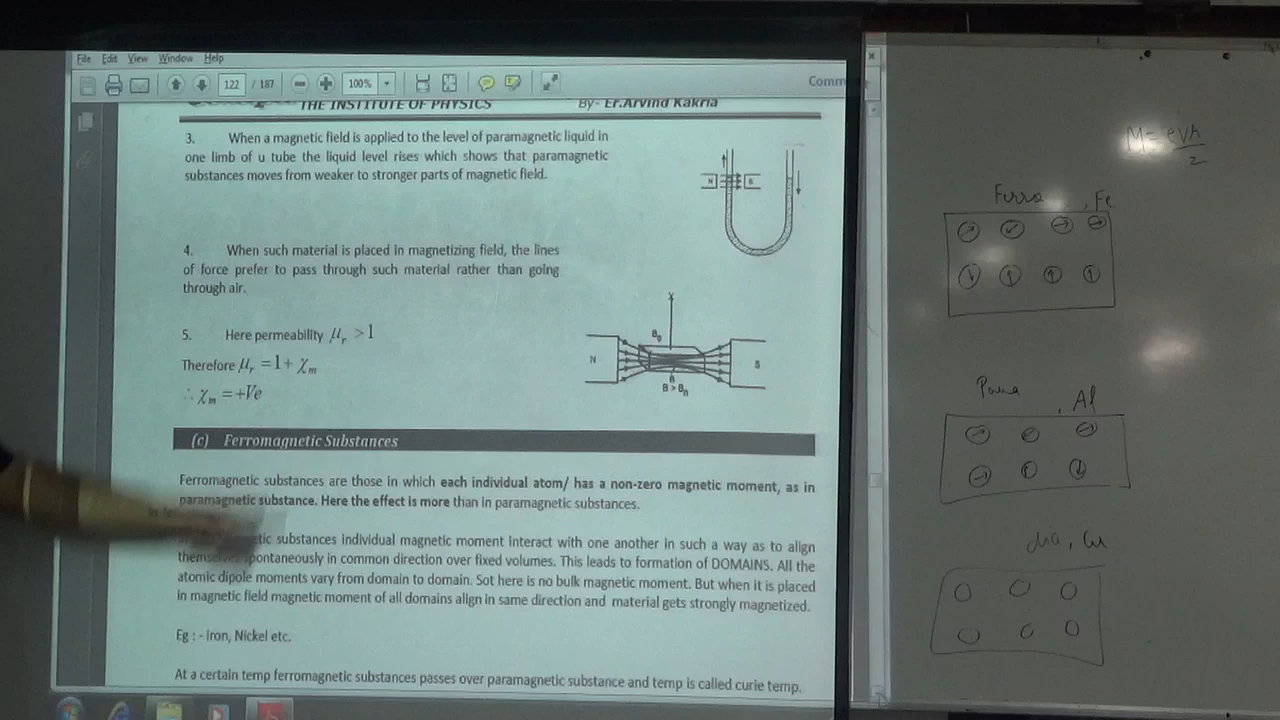 File Edit View Window Help
122 / 187 100% Comm
THE INSTITUTE OF PHYSICS By- Er.Arvind Kakria
3. When a magnetic field is applied to the level of paramagnetic liquid in
one limb of u tube the liquid level rises which shows that paramagnetic
substances moves from weaker to stronger parts of magnetic field.
N S
4. When such material is placed in magnetizing field, the lines
of force prefer to pass through such material rather than going
through air.
5. Here permeability μr >1
Therefore μr =1+ χm
∴ χm =+Ve
X
B0
N S
B
B > B0
(c) Ferromagnetic Substances
Ferromagnetic substances are those in which each individual atom/ has a non-zero magnetic moment, as in
paramagnetic substance. Here the effect is more than in paramagnetic substances.
substances individual magnetic moment interact with one another in such a way as to align
spontaneously in common direction over fixed volumes. This leads to formation of DOMAINS. All the
atomic dipole moments vary from domain to domain. Sot here is no bulk magnetic moment. But when it is placed
in magnetic field magnetic moment of all domains align in same direction and material gets strongly magnetized.
Eg : - Iron, Nickel etc.
At a certain temp ferromagnetic substances passes over paramagnetic substance and temp is called curie temp.
M = evr
2
Ferro , Fe
Para , Al
Dia, Cu